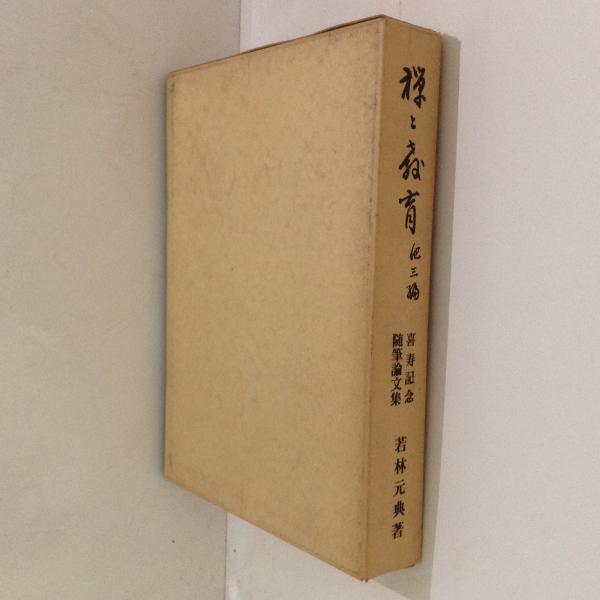 禅と教育
他三編
喜寿記念
随筆論文集
若林元典著